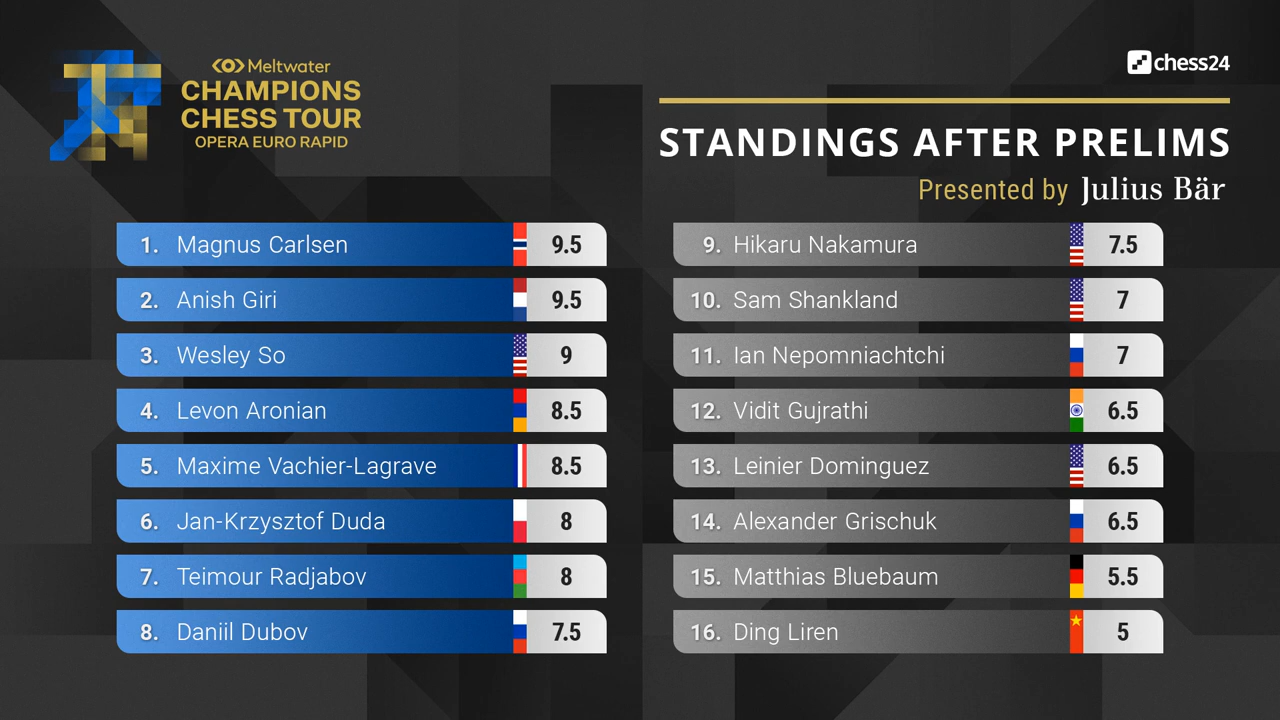 Meltwater
CHAMPIONS
CHESS TOUR
OPERA EURO RAPID
chess24
STANDINGS AFTER PRELIMS
Presented by Julius Bär
1. Magnus Carlsen 9.5
2. Anish Giri 9.5
3. Wesley So 9
4. Levon Aronian 8.5
5. Maxime Vachier-Lagrave 8.5
6. Jan-Krzysztof Duda 8
7. Teimour Radjabov 8
8. Daniil Dubov 7.5
9. Hikaru Nakamura 7.5
10. Sam Shankland 7
11. Ian Nepomniachtchi 7
12. Vidit Gujrathi 6.5
13. Leinier Dominguez 6.5
14. Alexander Grischuk 6.5
15. Matthias Bluebaum 5.5
16. Ding Liren 5